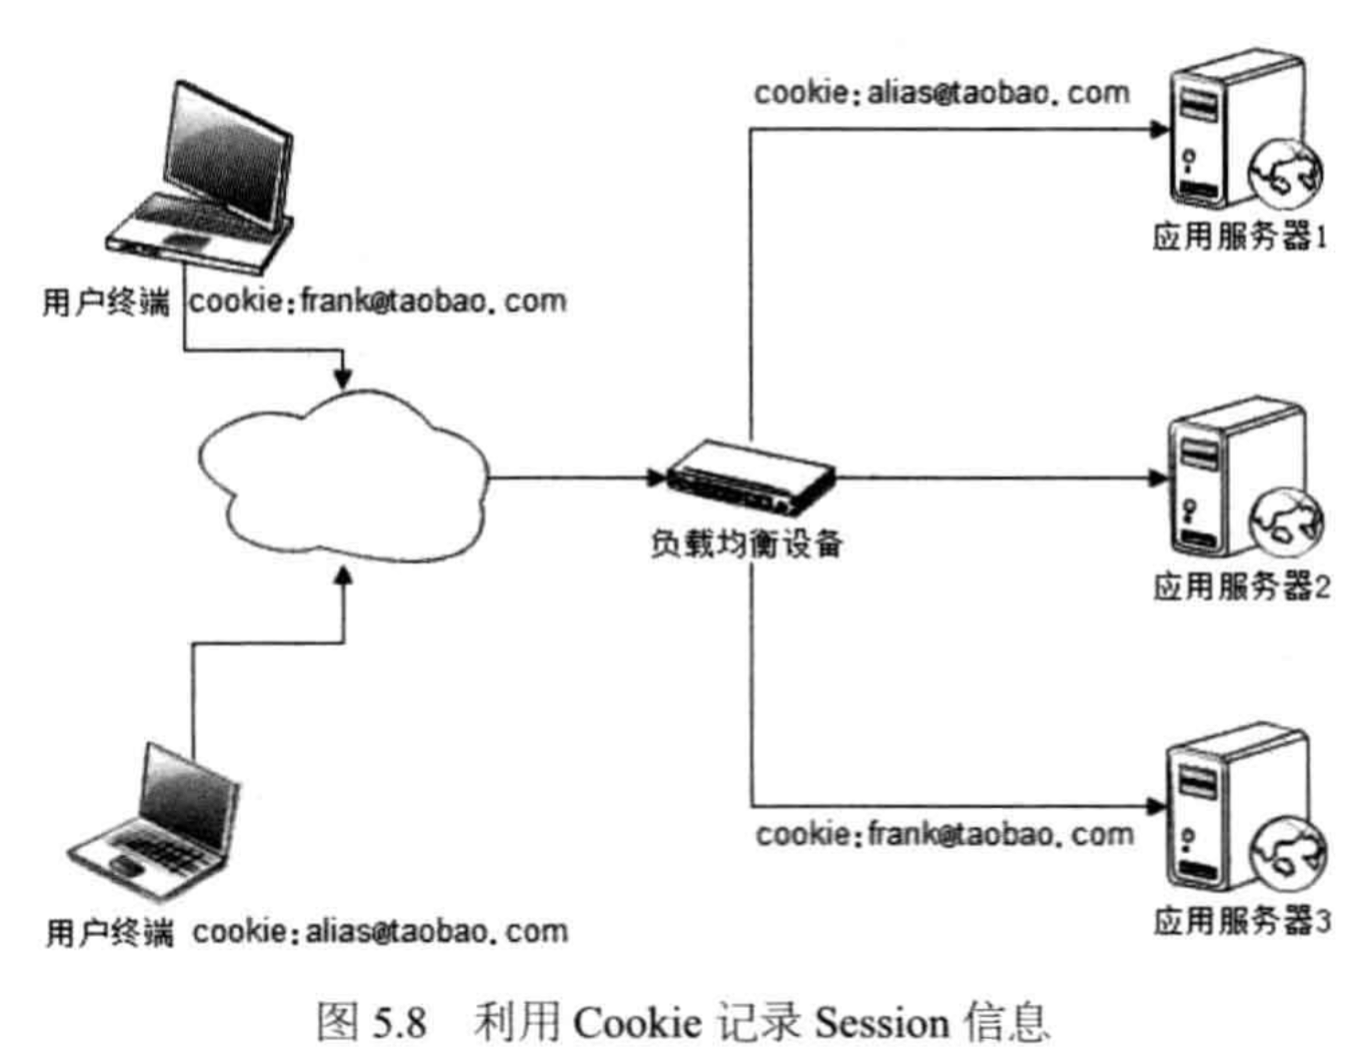 cookie:alias@taobao.com
应用服务器1
用户终端 cookie:frank@taobao.com
负载均衡设备
应用服务器2
cookie:frank@taobao.com
用户终端 cookie:alias@taobao.com
应用服务器3
图 5.8 利用 Cookie 记录 Session 信息